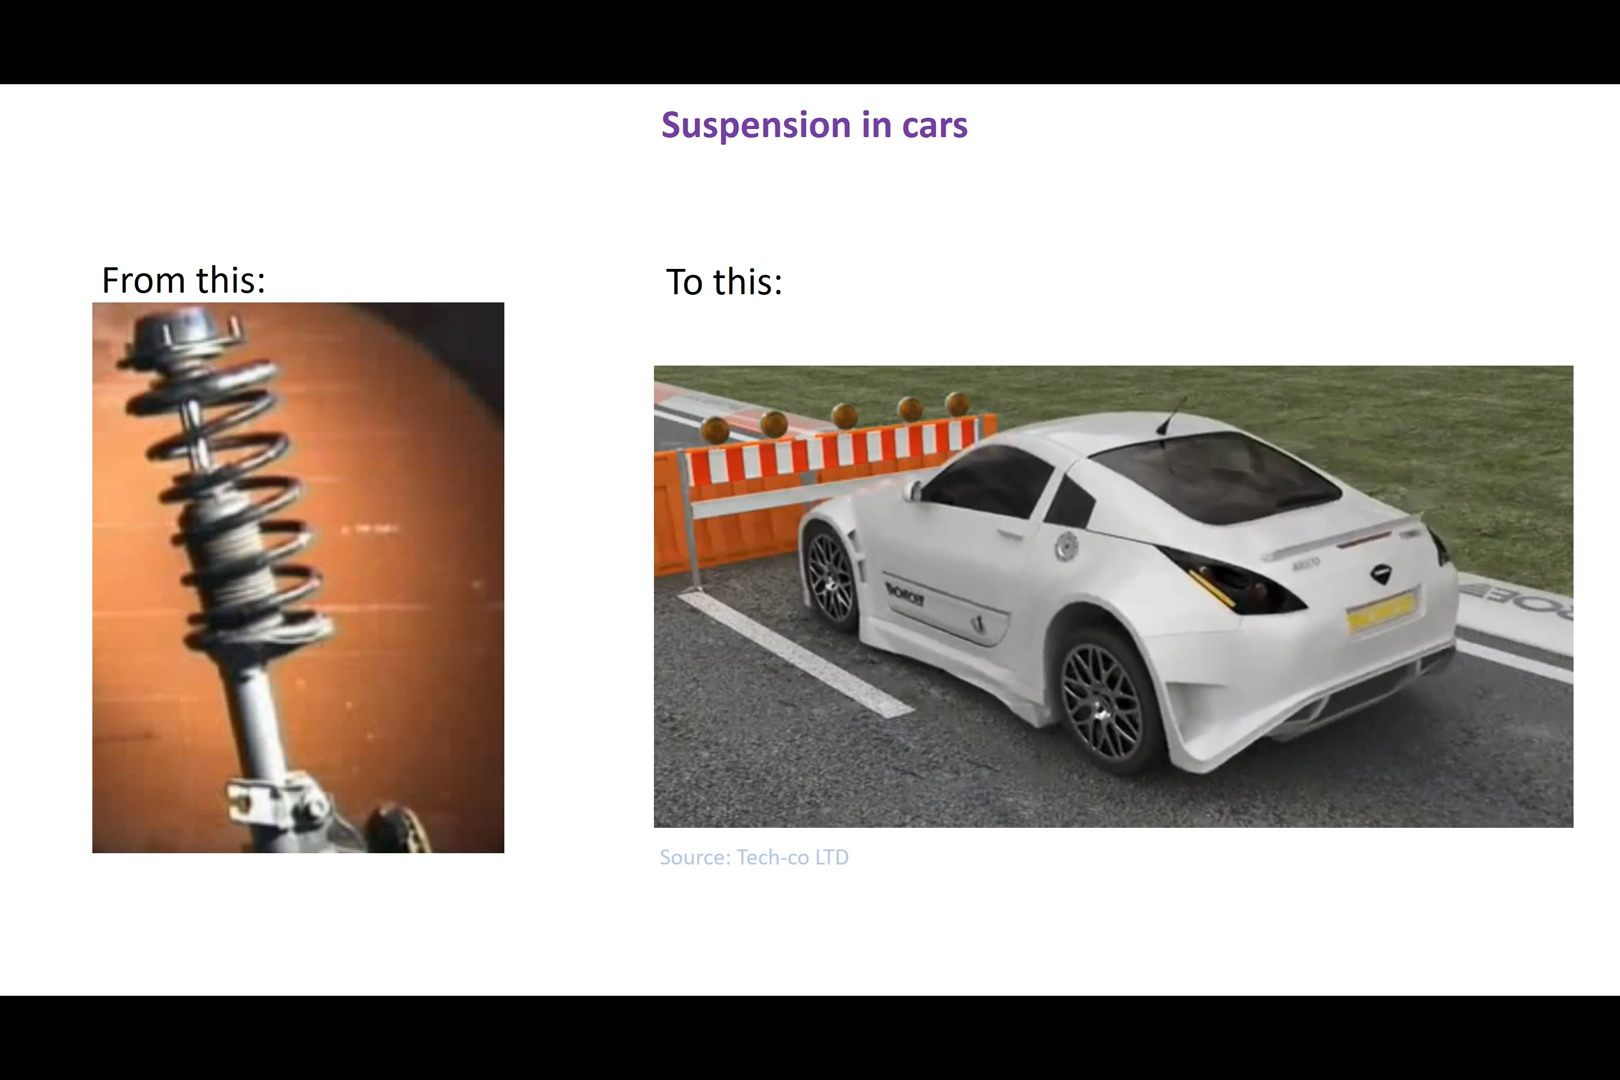 Suspension in cars
From this:
To this:
Source: Tech-co LTD